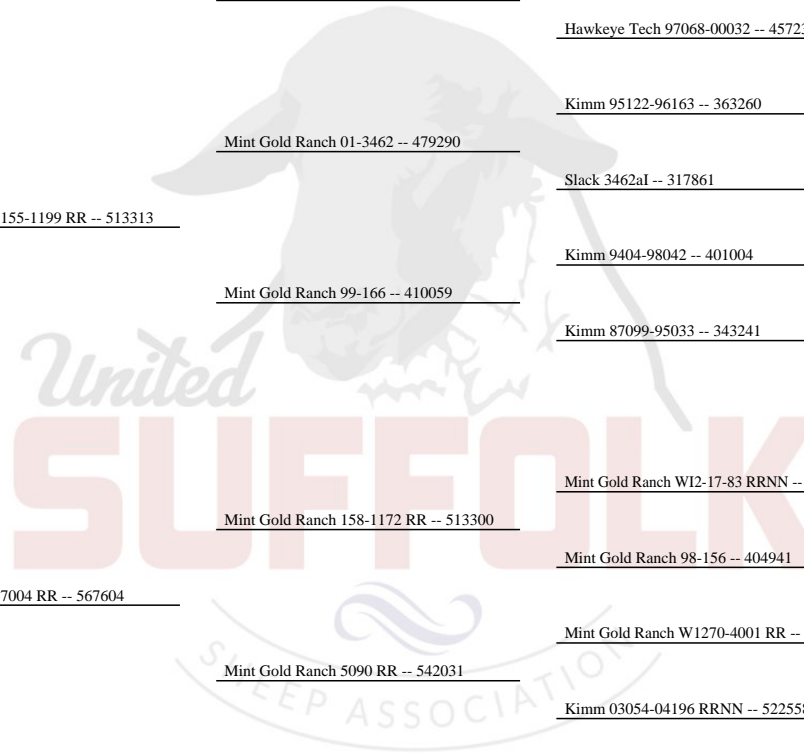 Hawkeye Tech 97068-00032 -- 45723
Kimm 95122-96163 -- 363260
Mint Gold Ranch 01-3462 -- 479290
Slack 3462aI -- 317861
155-1199 RR -- 513313
Kimm 9404-98042 -- 401004
Mint Gold Ranch 99-166 -- 410059
Kimm 87099-95033 -- 343241
United
SUFFOLK
Mint Gold Ranch WI2-17-83 RRNN --
Mint Gold Ranch 158-1172 RR -- 513300
Mint Gold Ranch 98-156 -- 404941
7004 RR -- 567604
Mint Gold Ranch W1270-4001 RR --
Mint Gold Ranch 5090 RR -- 542031
SHEEP ASSOCIATION
Kimm 03054-04196 RRNN -- 522558